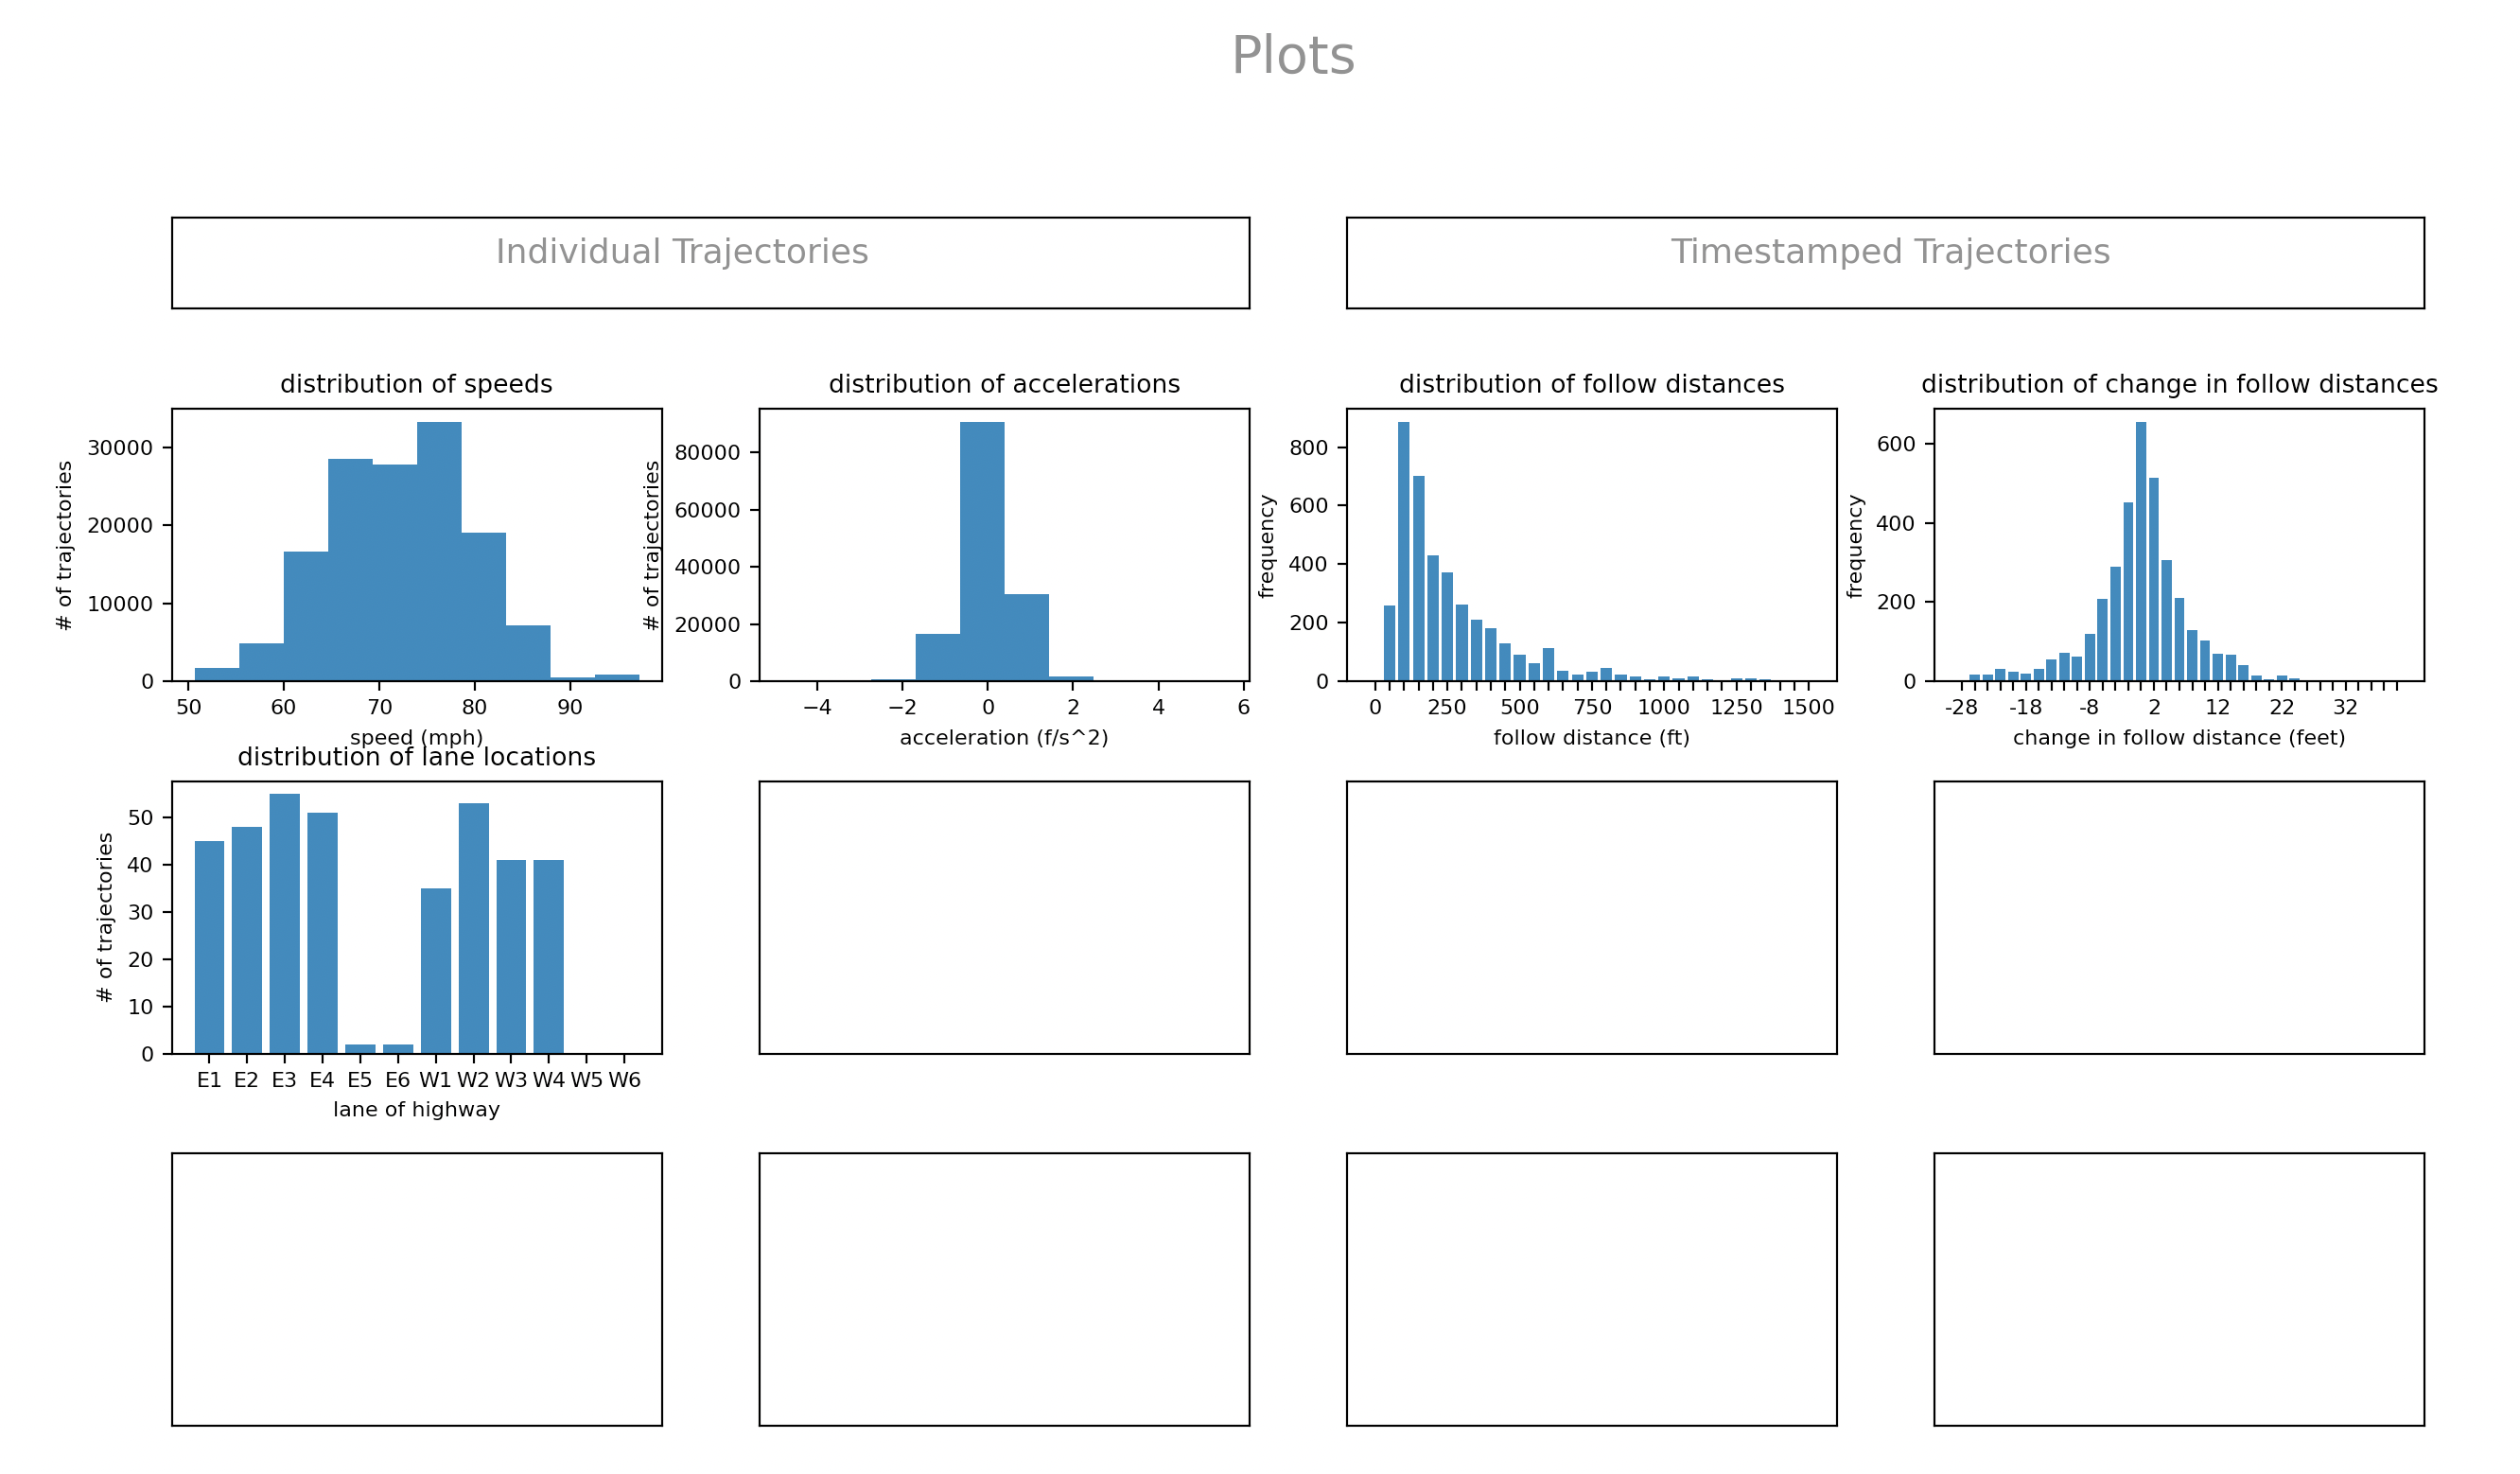 Plots
Individual Trajectories
Timestamped Trajectories
distribution of speeds
# of trajectories
30000
20000
10000
0
50 60 70 80 90
speed (mph)
distribution of accelerations
# of trajectories
80000
60000
40000
20000
0
−4 −2 0 2 4 6
acceleration (f/s^2)
distribution of follow distances
frequency
800
600
400
200
0
0 250 500 750 1000 1250 1500
follow distance (ft)
distribution of change in follow distances
frequency
600
400
200
0
-28 -18 -8 2 12 22 32
change in follow distance (feet)
distribution of lane locations
# of trajectories
50
40
30
20
10
0
E1 E2 E3 E4 E5 E6 W1 W2 W3 W4 W5 W6
lane of highway